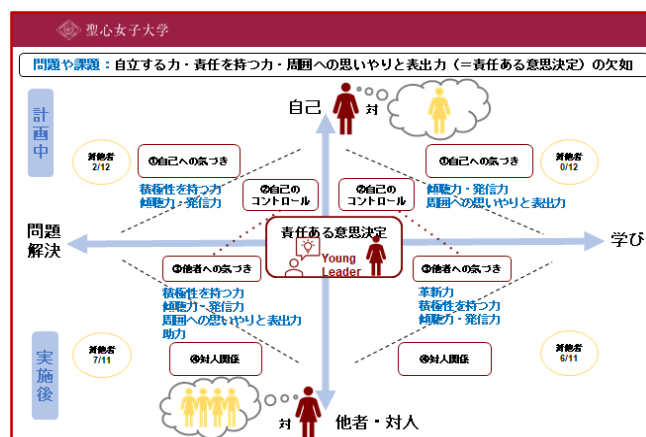 聖心女子大学
問題や課題：自立する力・責任を持つ力・周囲への思いやりと表出力（＝責任ある意思決定）の欠如
計画中
自己
対
対他者
2/12
①自己への気づき
積極性を持つ力
傾聴力・発信力
①自己への気づき
傾聴力・発信力
周囲への思いやりと表出力
対他者
0/12
②自己の
コントロール
②自己の
コントロール
問題
解決
責任ある意思決定
Young
Leader
学び
③他者への気づき
積極性を持つ力
傾聴力・発信力
周囲への思いやりと表出力
助力
③他者への気づき
革新力
積極性を持つ力
傾聴力・発信力
実施後
対他者
7/11
④対人関係
④対人関係
対他者
6/11
対
他者・対人